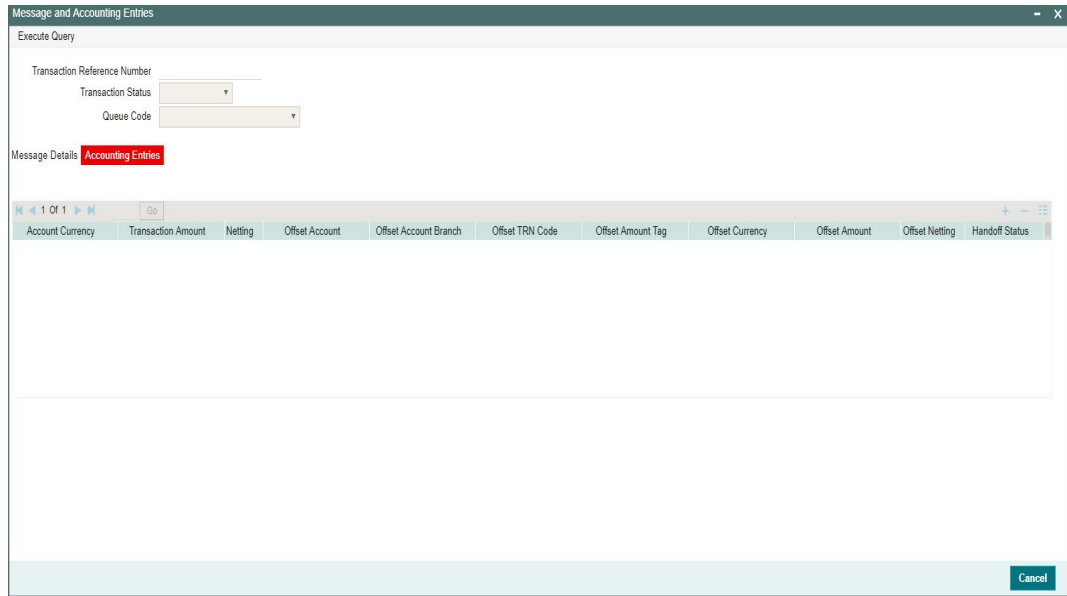 Message and Accounting Entries
Execute Query
Transaction Reference Number
Transaction Status
Queue Code
Message Details Accounting Entries
1 Of 1 Go
Account Currency Transaction Amount Netting Offset Account Offset Account Branch Offset TRN Code Offset Amount Tag Offset Currency Offset Amount Offset Netting Handoff Status
Cancel